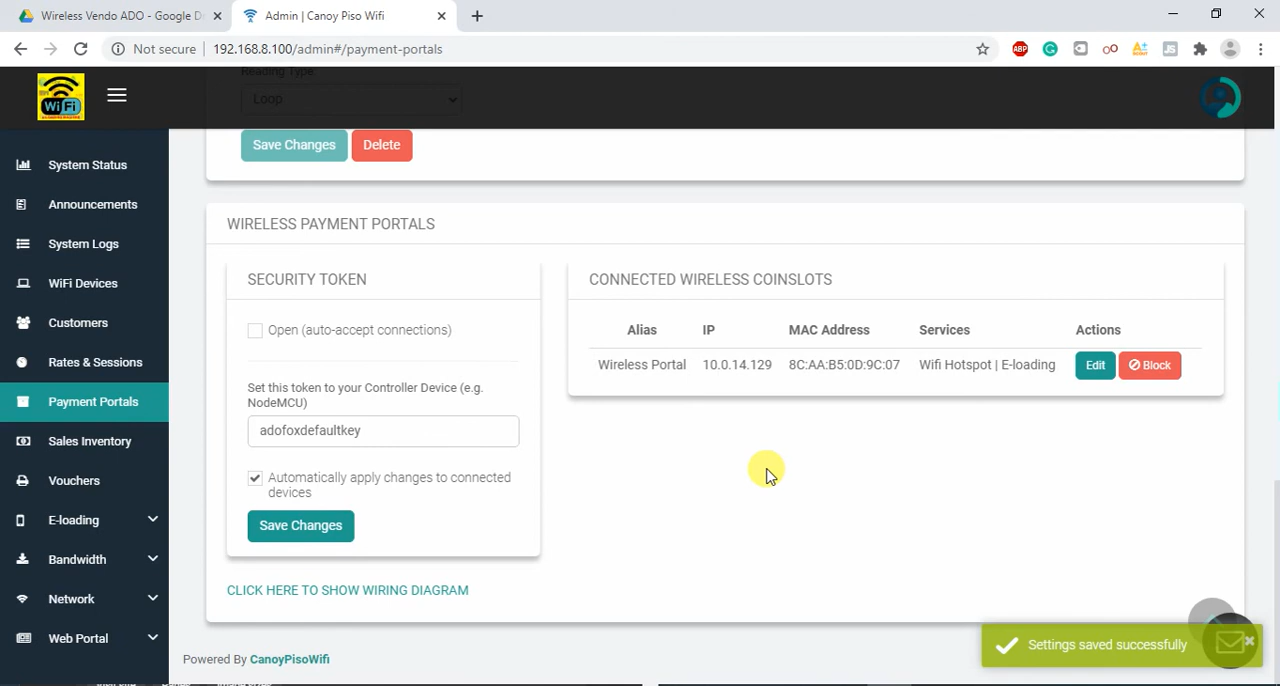 Wireless Vendo ADO - Google D
Admin | Canoy Piso Wifi
Not secure
192.168.8.100/admin#/payment-portals
WiFi
Reading Type
Loop
Save Changes
Delete
System Status
Announcements
System Logs
WiFi Devices
Customers
Rates & Sessions
Payment Portals
Sales Inventory
Vouchers
E-loading
Bandwidth
Network
Web Portal
WIRELESS PAYMENT PORTALS
SECURITY TOKEN
Open (auto-accept connections)
Set this token to your Controller Device (e.g.
NodeMCU)
adofoxdefaultkey
Automatically apply changes to connected
devices
Save Changes
CLICK HERE TO SHOW WIRING DIAGRAM
CONNECTED WIRELESS COINSLOTS
Alias IP MAC Address Services Actions
Wireless Portal 10.0.14.129 8C:AA:B5:0D:9C:07 Wifi Hotspot | E-loading Edit Block
Settings saved successfully
Powered By CanoyPisoWifi